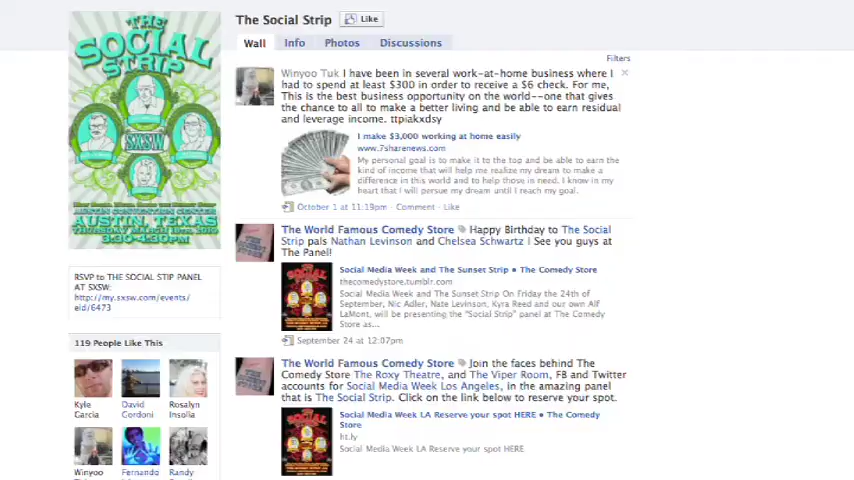 THE
SOCIAL
STRIP
SXSW
AUSTIN CONVENTION CENTER
AUSTIN, TEXAS
3:30-4:30PM
RSVP to THE SOCIAL STIP PANEL
AT SXSW:
http://my.sxsw.com/events/
eid/6473
119 People Like This
Kyle
Garcia
David
Gordoni
Rosalyn
Insolla
Winyoo
Fernando
Randy
The Social Strip
Like
Wall Info Photos Discussions
Filters
Winyoo Tuk I have been in several work-at-home business where I
had to spend at least $300 in order to receive a $6 check. For me,
This is the best business opportunity on the world--one that gives
the chance to all to make a better living and be able to earn residual
and leverage income. ttpiakxdsy
I make $3,000 working at home easily
www.7sharenews.com
My personal goal is to make it to the top and be able to earn the
kind of income that will help me realize my dream to make a
difference in this world and to help those in need. I know in my
heart that I will persue my dream until I reach my goal.
October 1 at 11:19pm · Comment · Like
The World Famous Comedy Store Happy Birthday to The Social
Strip pals Nathan Levinson and Chelsea Schwartz ! See you guys at
The Panel!
Social Media Week and The Sunset Strip • The Comedy Store
thecomedystore.tumblr.com
Social Media Week and The Sunset Strip On Friday the 24th of
September, Nic Adler, Nate Levinson, Kyra Reed and our own Alf
LaMont, will be presenting the "Social Strip" panel at The Comedy
Store as...
September 24 at 12:07pm
The World Famous Comedy Store Join the faces behind The
Comedy Store The Roxy Theatre, and The Viper Room, FB and Twitter
accounts for Social Media Week Los Angeles, in the amazing panel
that is The Social Strip. Click on the link below to reserve your spot.
Social Media Week LA Reserve your spot HERE • The Comedy
Store
ht.ly
Social Media Week LA Reserve your spot HERE